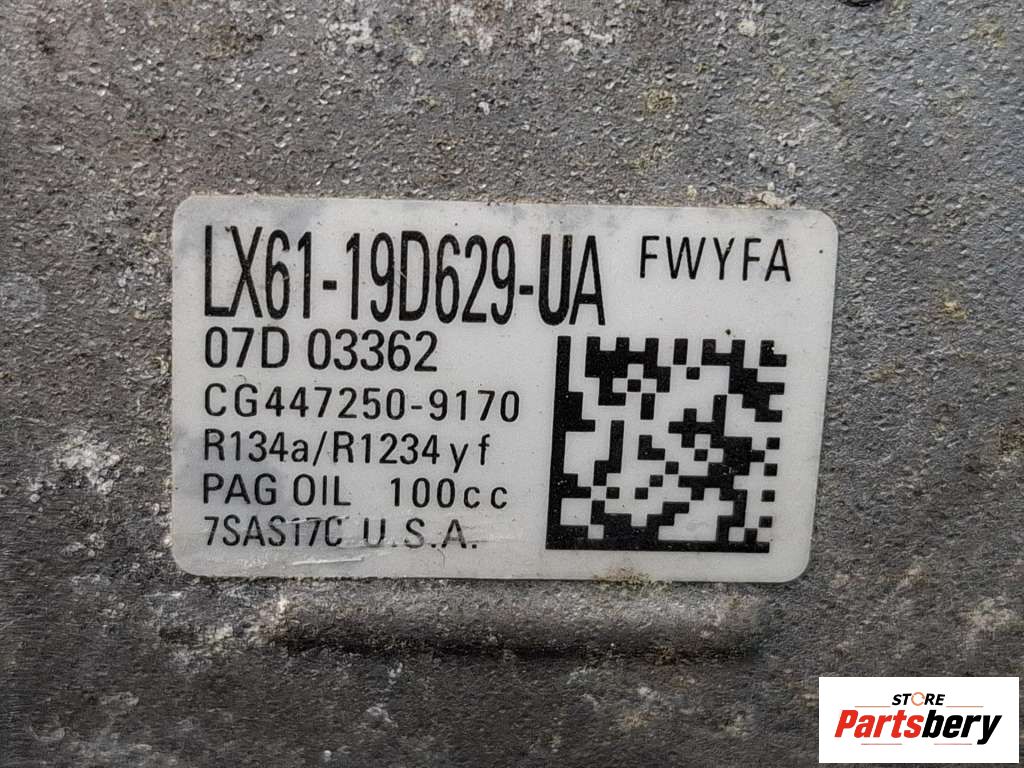 LX61-19D629-UA FWYFA
07D 03362
CG447250-9170
R134a/R1234yf
PAG OIL 100cc
7SAS17C U.S.A.
STORE
Partsbery